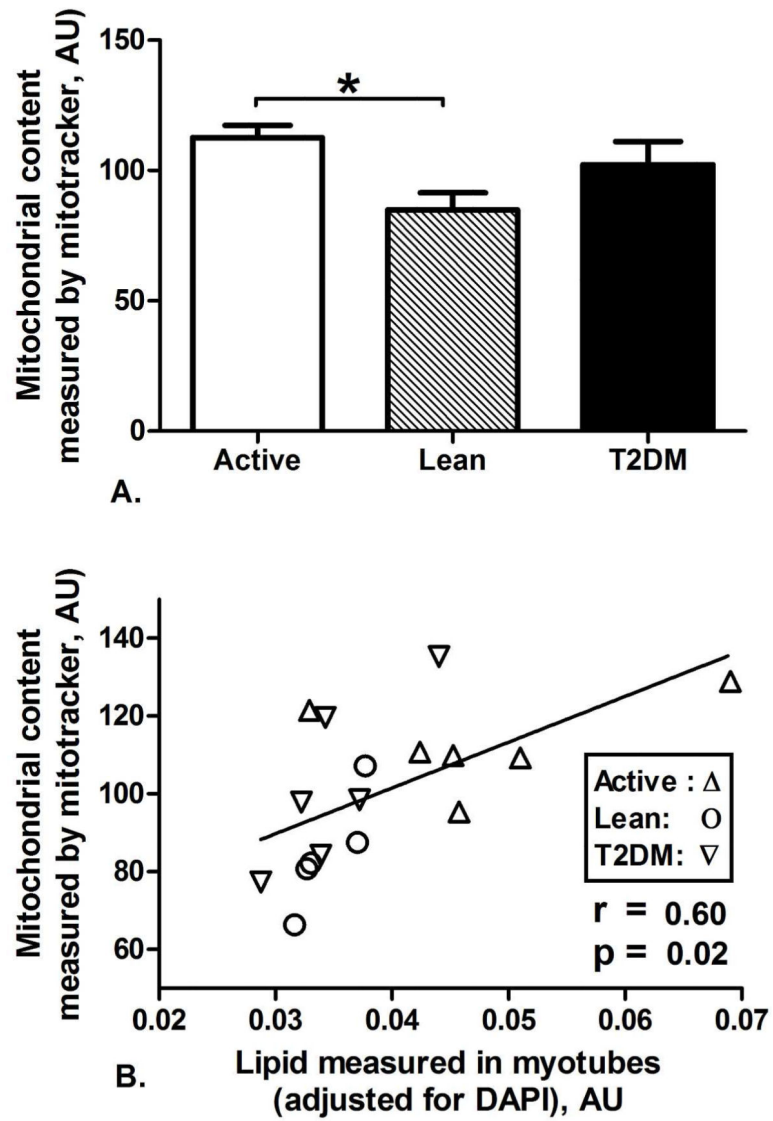 Mitochondrial content
measured by mitotracker, AU)
150
100
50
0
*
Active Lean T2DM
A.
Mitochondrial content
measured by mitotracker, AU)
140
120
100
80
60
Active : △
Lean: ○
T2DM: ▽
r = 0.60
p = 0.02
0.02 0.03 0.04 0.05 0.06 0.07
Lipid measured in myotubes
(adjusted for DAPI), AU
B.